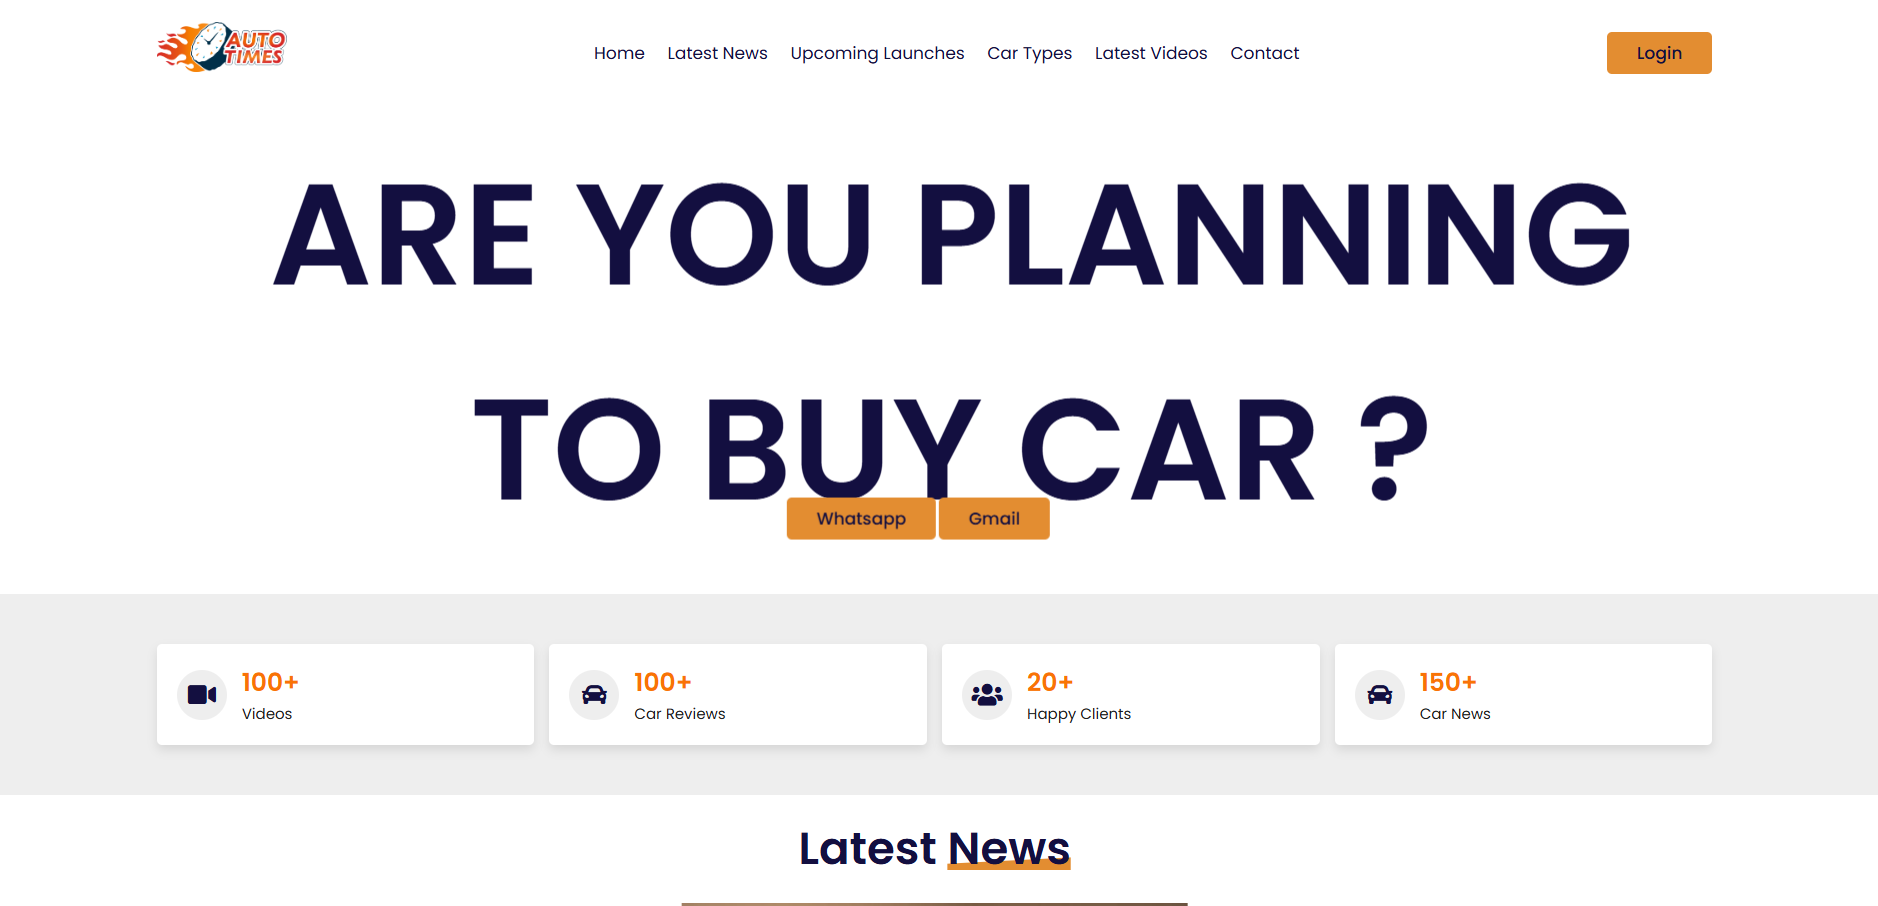 AUTO
TIMES
Home
Latest News
Upcoming Launches
Car Types
Latest Videos
Contact
Login
ARE YOU PLANNING
TO BUY CAR ?
Whatsapp
Gmail
100+
Videos
100+
Car Reviews
20+
Happy Clients
150+
Car News
Latest News